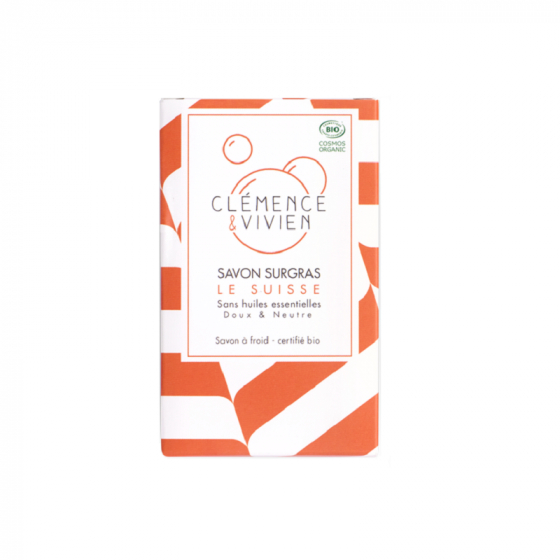 BIO
COSMOS
ORGANIC
CLÉMENCE
& VIVIEN
SAVON SURGRAS
LE SUISSE
Sans huiles essentielles
Doux & Neutre
Savon à froid - certifié bio